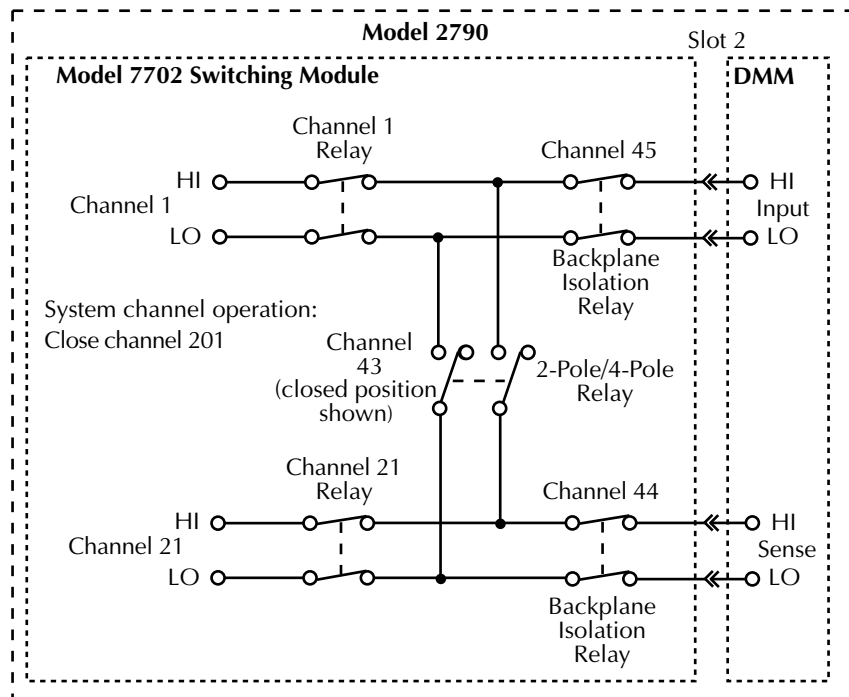 Model 2790
Slot 2
Model 7702 Switching Module
DMM
Channel 1
Relay
Channel 45
HI
HI
Channel 1
Input
LO
LO
Backplane
Isolation
Relay
System channel operation:
Close channel 201
Channel
43
(closed position
shown)
2-Pole/4-Pole
Relay
Channel 21
Relay
Channel 44
HI
HI
Channel 21
Sense
LO
LO
Backplane
Isolation
Relay